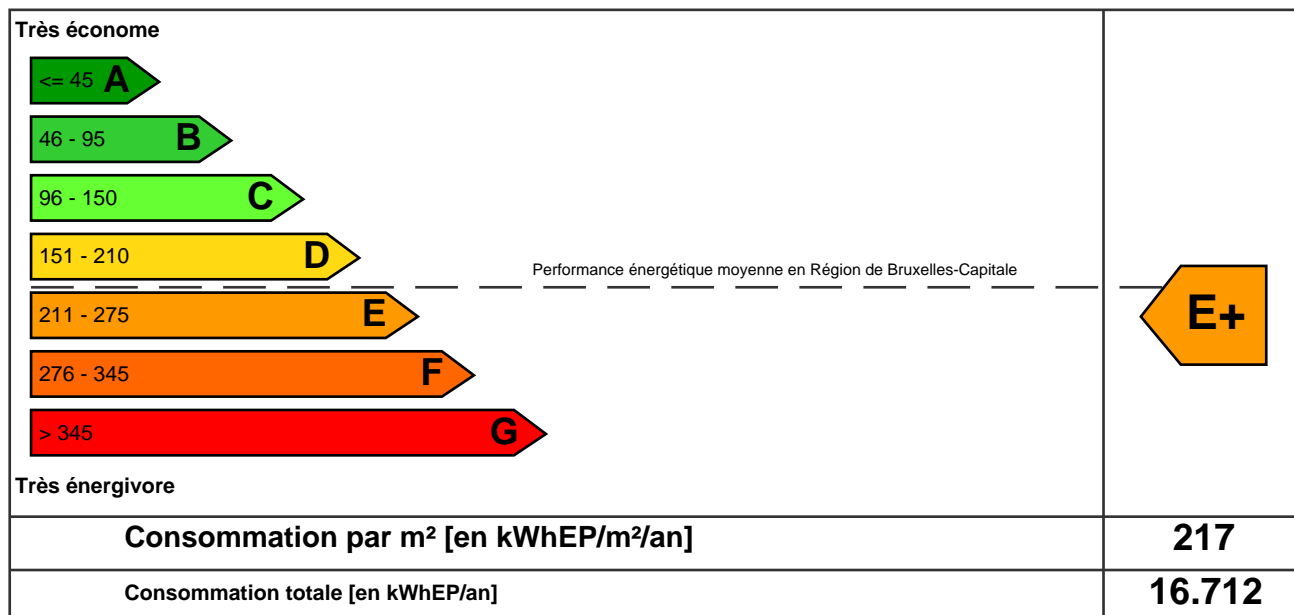 Très économe
<= 45 A
46 - 95 B
96 - 150 C
151 - 210 D
Performance énergétique moyenne en Région de Bruxelles-Capitale
211 - 275 E
E+
276 - 345 F
> 345 G
Très énergivore
Consommation par m² [en kWhEP/m²/an] 217
Consommation totale [en kWhEP/an] 16.712